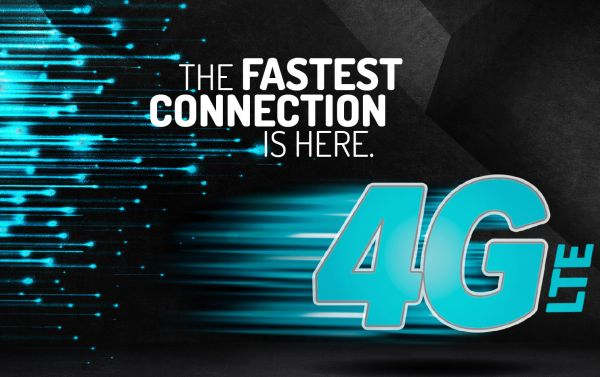 THE FASTEST
CONNECTION
IS HERE.
4G LTE